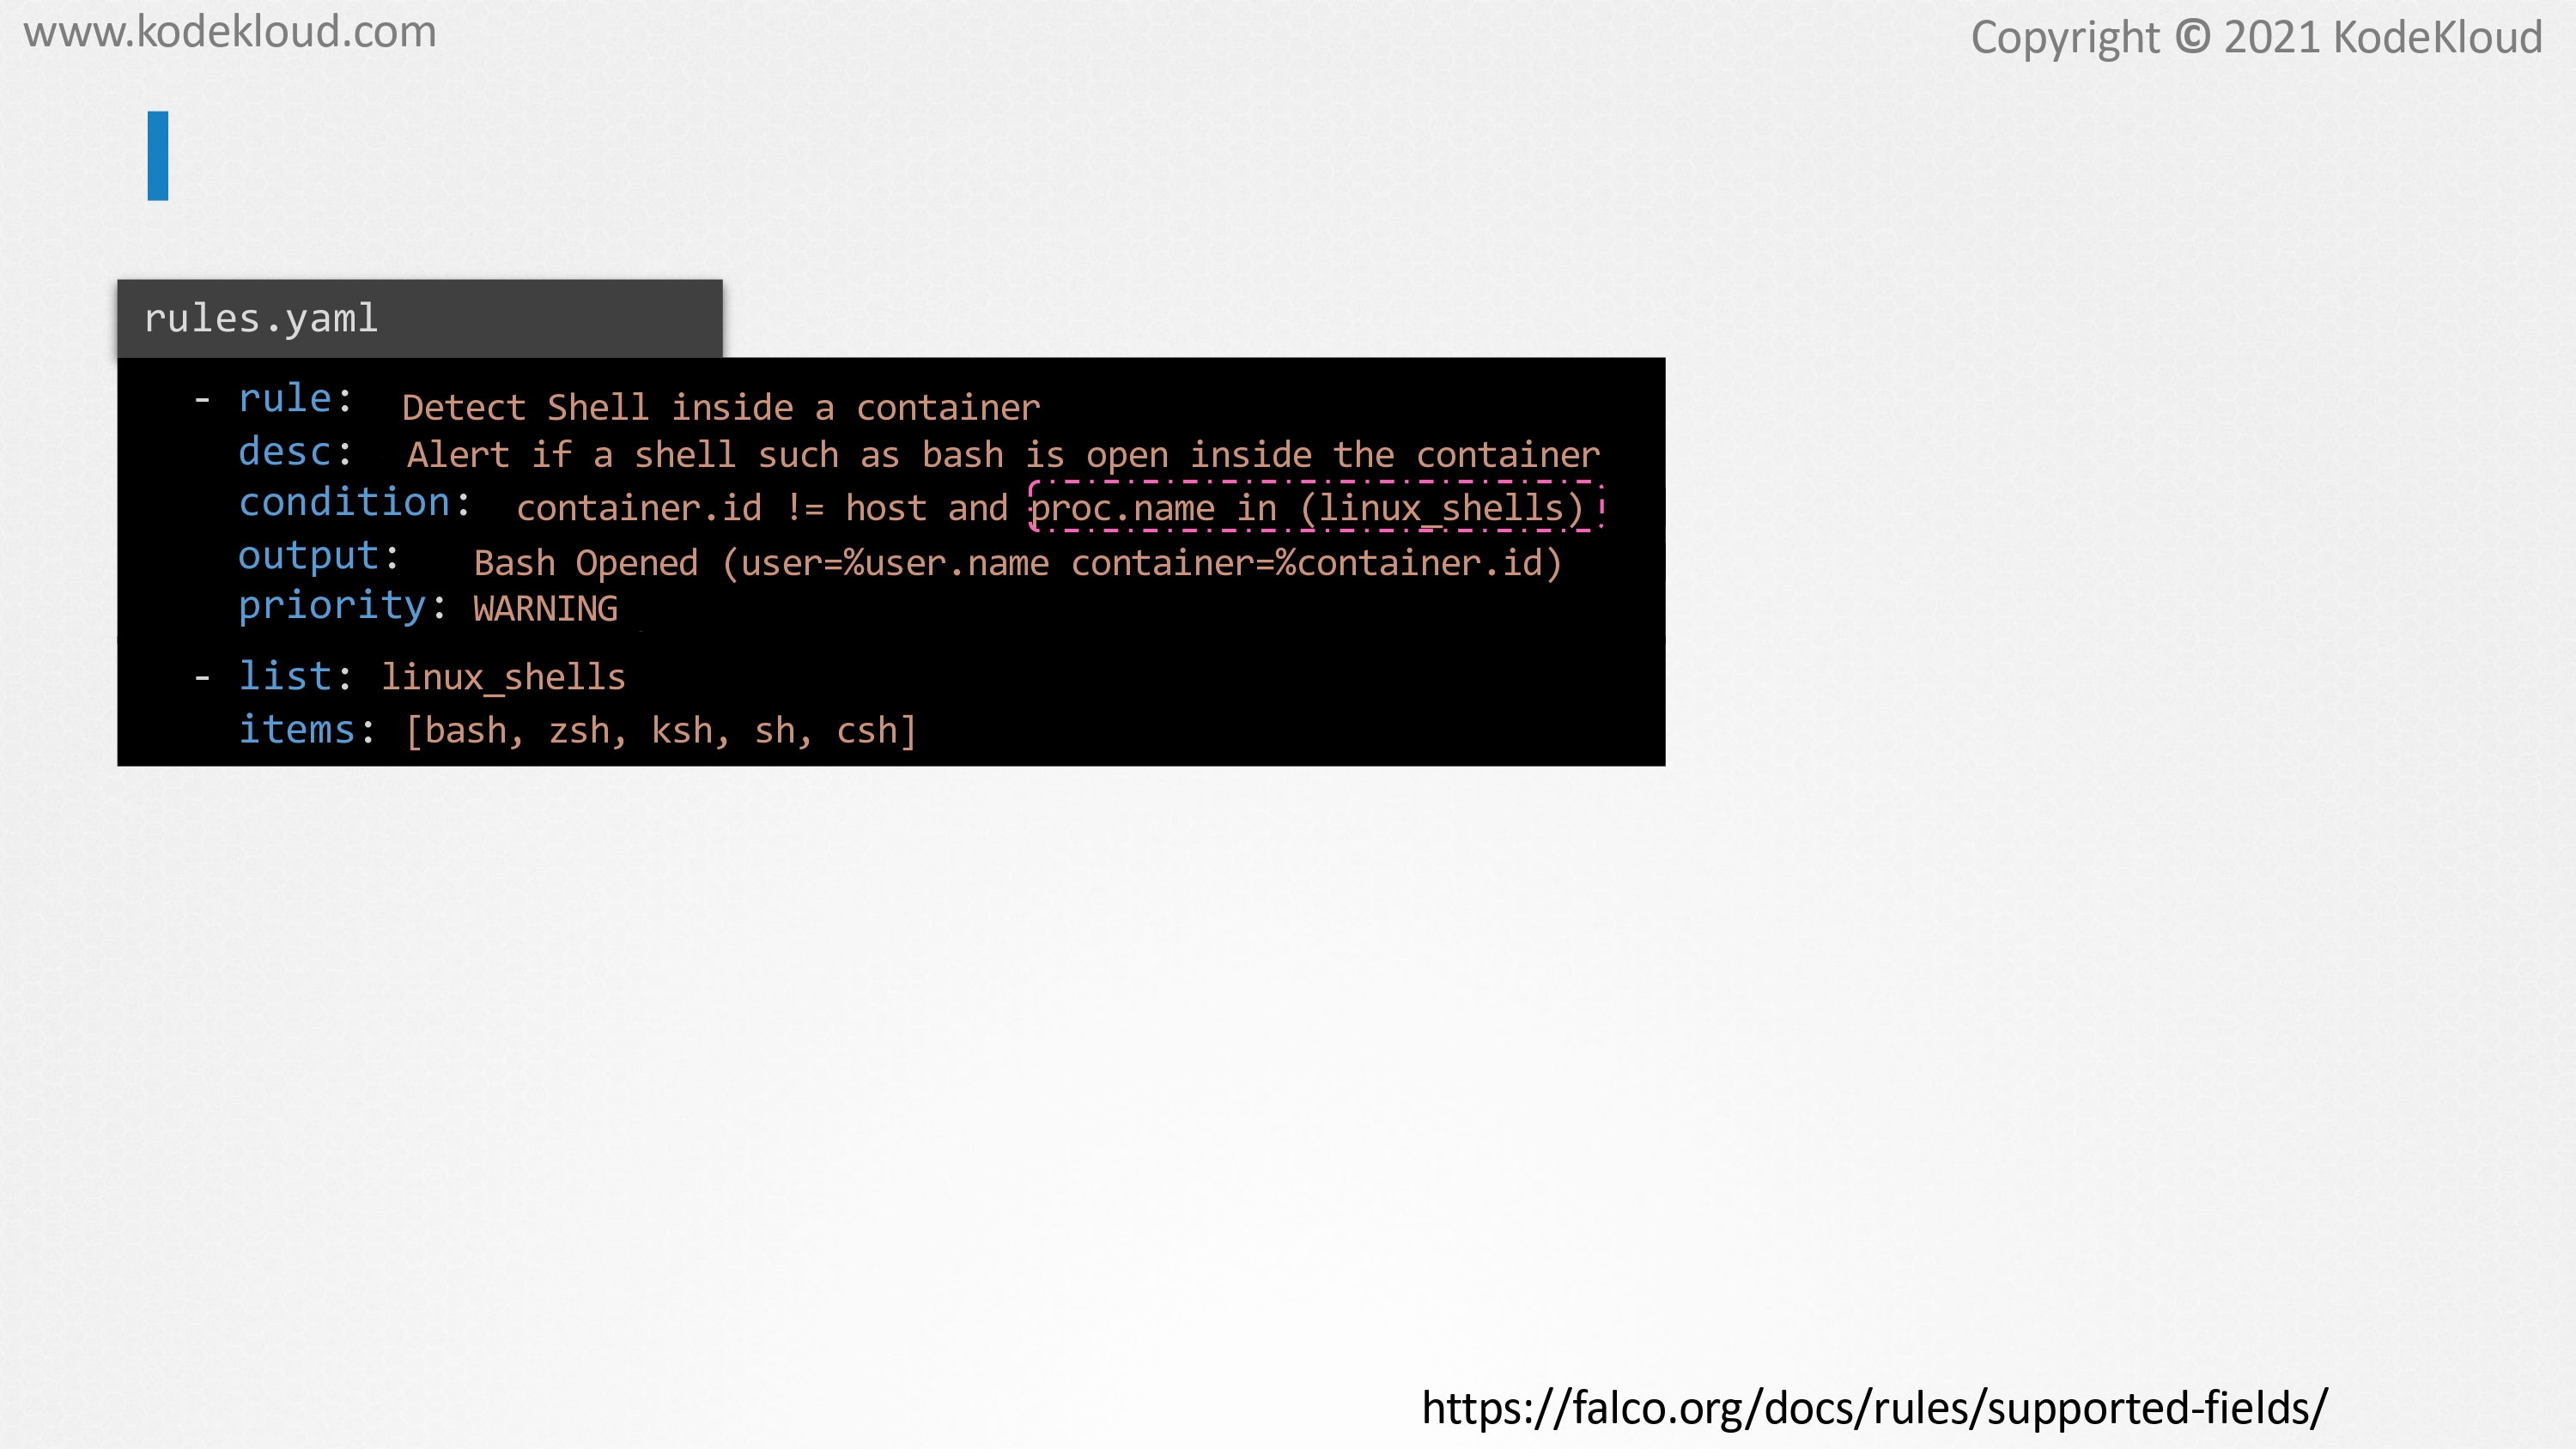 www.kodekloud.com
Copyright © 2021 KodeKloud
rules.yaml
- rule: Detect Shell inside a container
desc: Alert if a shell such as bash is open inside the container
condition: container.id != host and proc.name in (linux_shells)
output: Bash Opened (user=%user.name container=%container.id)
priority: WARNING
- list: linux_shells
items: [bash, zsh, ksh, sh, csh]
https://falco.org/docs/rules/supported-fields/